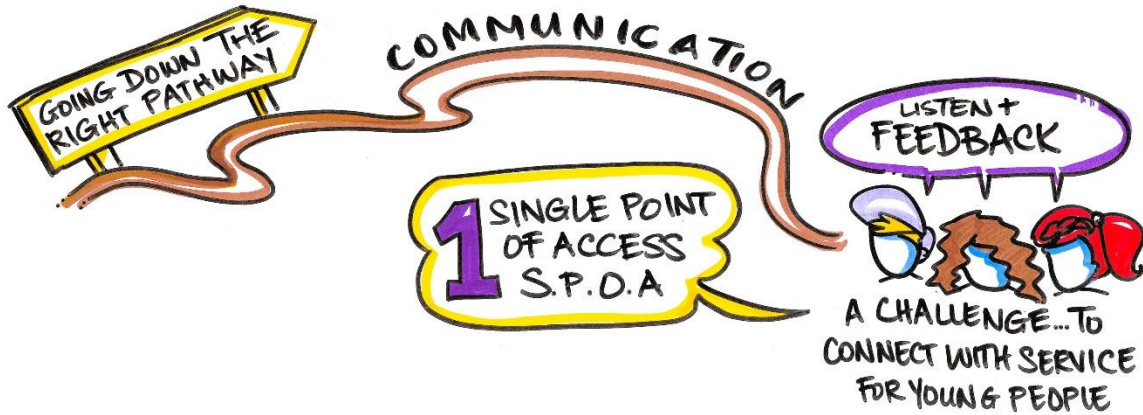 GOING DOWN THE
RIGHT PATHWAY
COMMUNICATION
LISTEN +
FEEDBACK
1 SINGLE POINT
OF ACCESS
S.P.O.A
A CHALLENGE...TO
CONNECT WITH SERVICE
FOR YOUNG PEOPLE